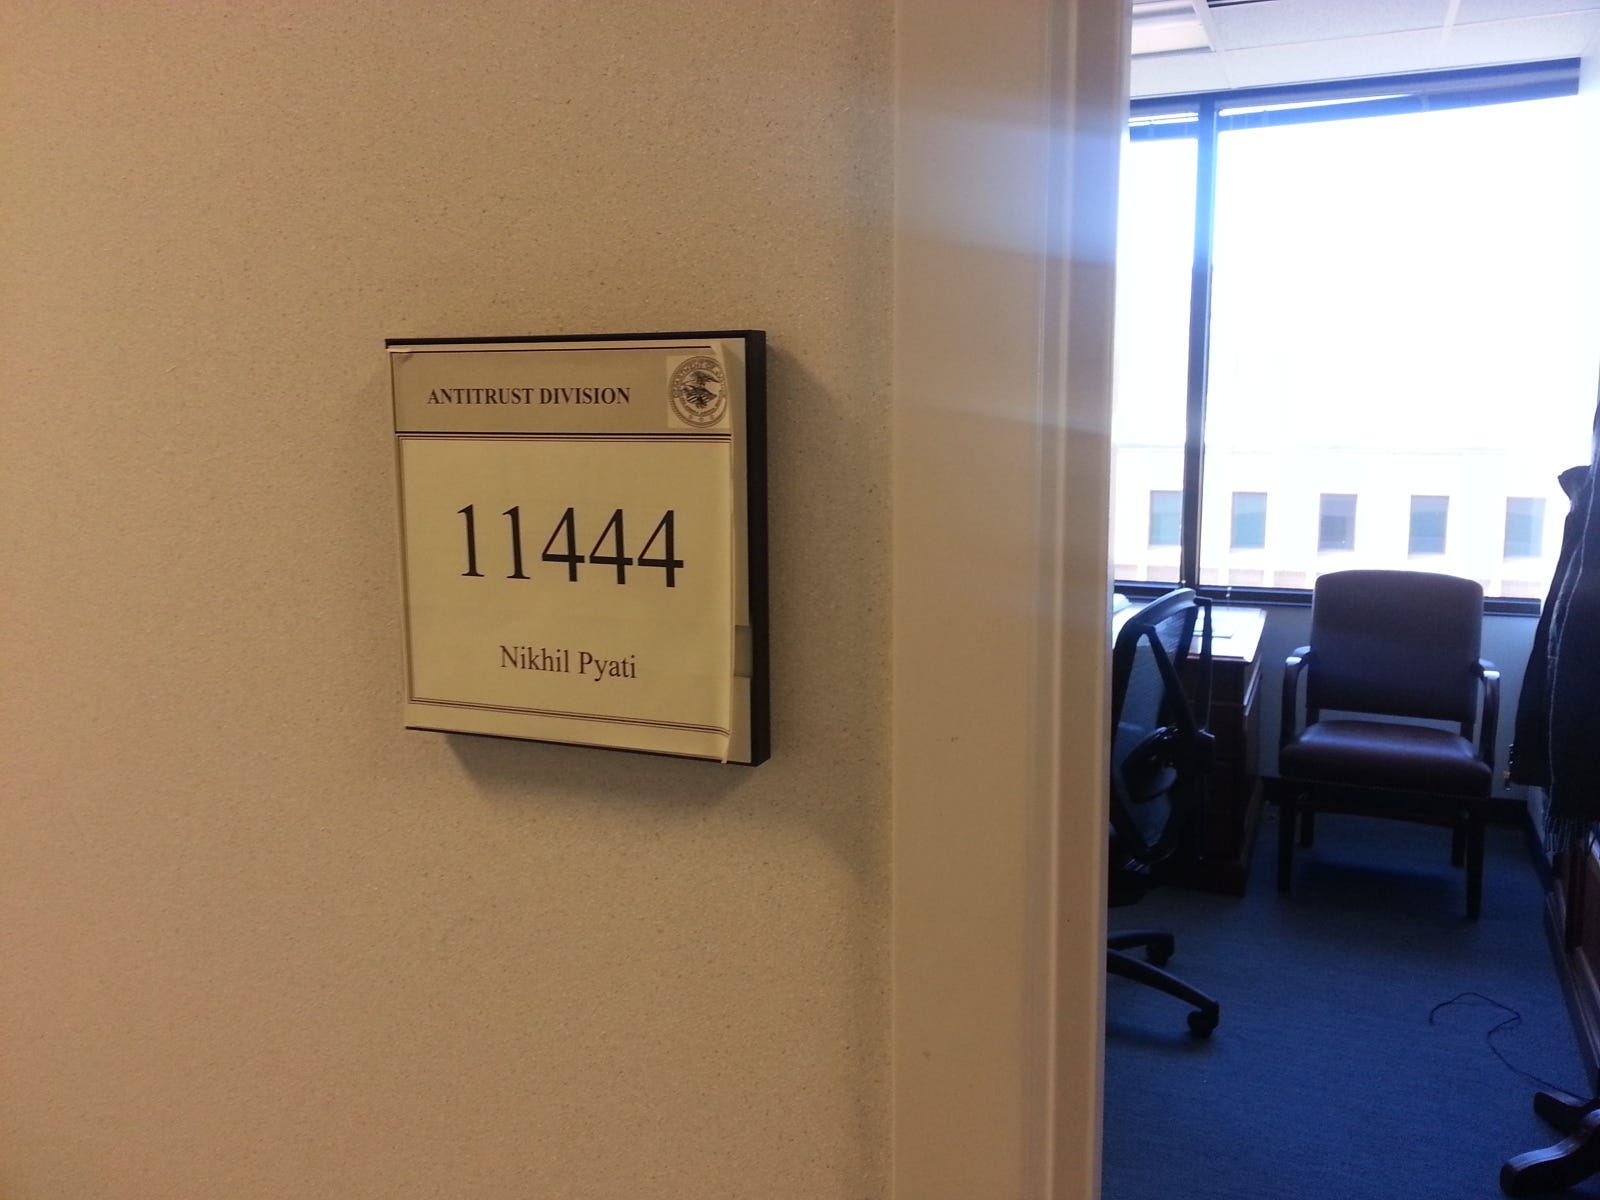 ANTITRUST DIVISION
11444
Nikhil Pyati